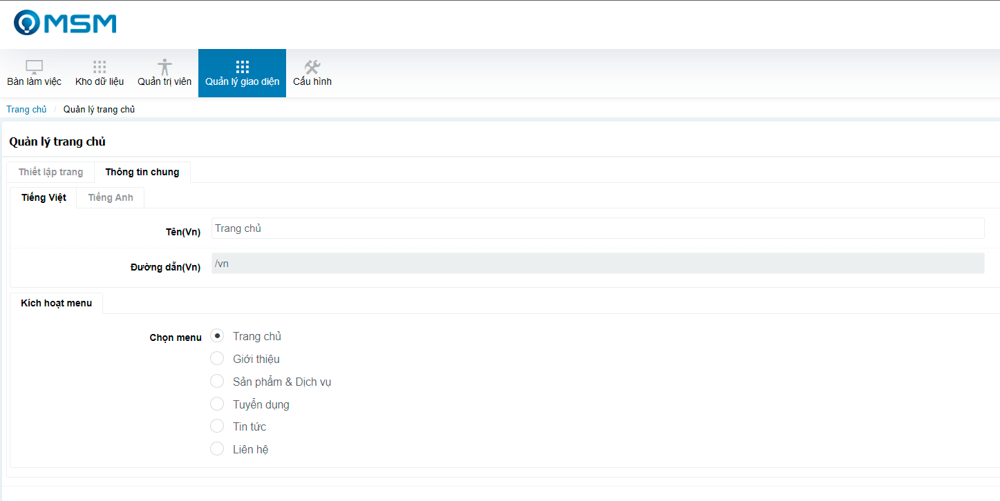 MSM
Bàn làm việc Kho dữ liệu Quản trị viên Quản lý giao diện Cấu hình
Trang chủ / Quản lý trang chủ
Quản lý trang chủ
Thiết lập trang Thông tin chung
Tiếng Việt Tiếng Anh
Tên(Vn) Trang chủ
Đường dẫn(Vn) /vn
Kích hoạt menu
Chọn menu Trang chủ
Giới thiệu
Sản phẩm & Dịch vụ
Tuyển dụng
Tin tức
Liên hệ